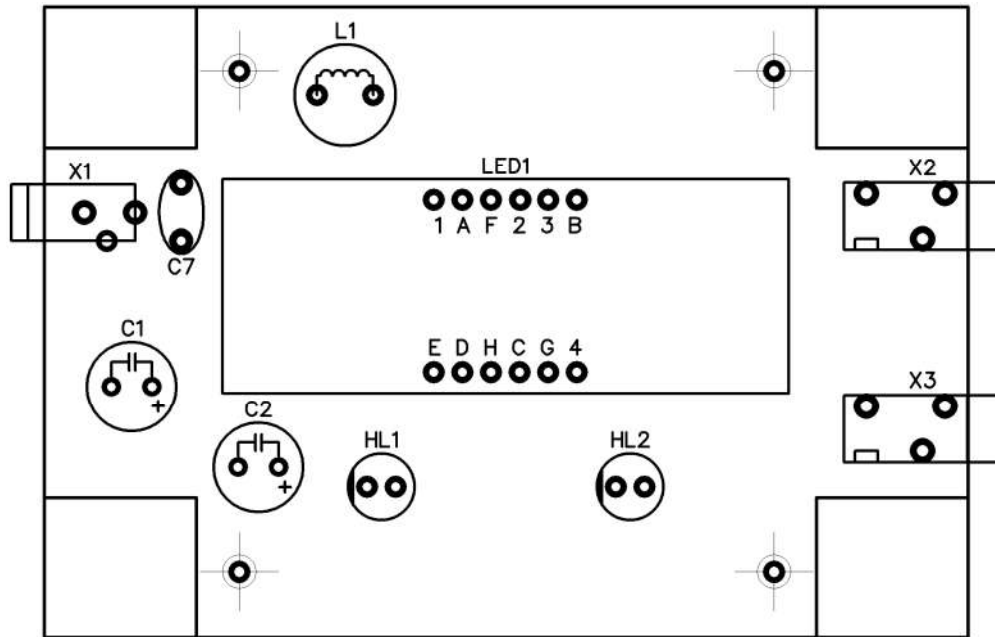 L1
X1
LED1
X2
1 A F 2 3 B
C7
C1
E D H C G 4
X3
+
C2
HL1
HL2
+